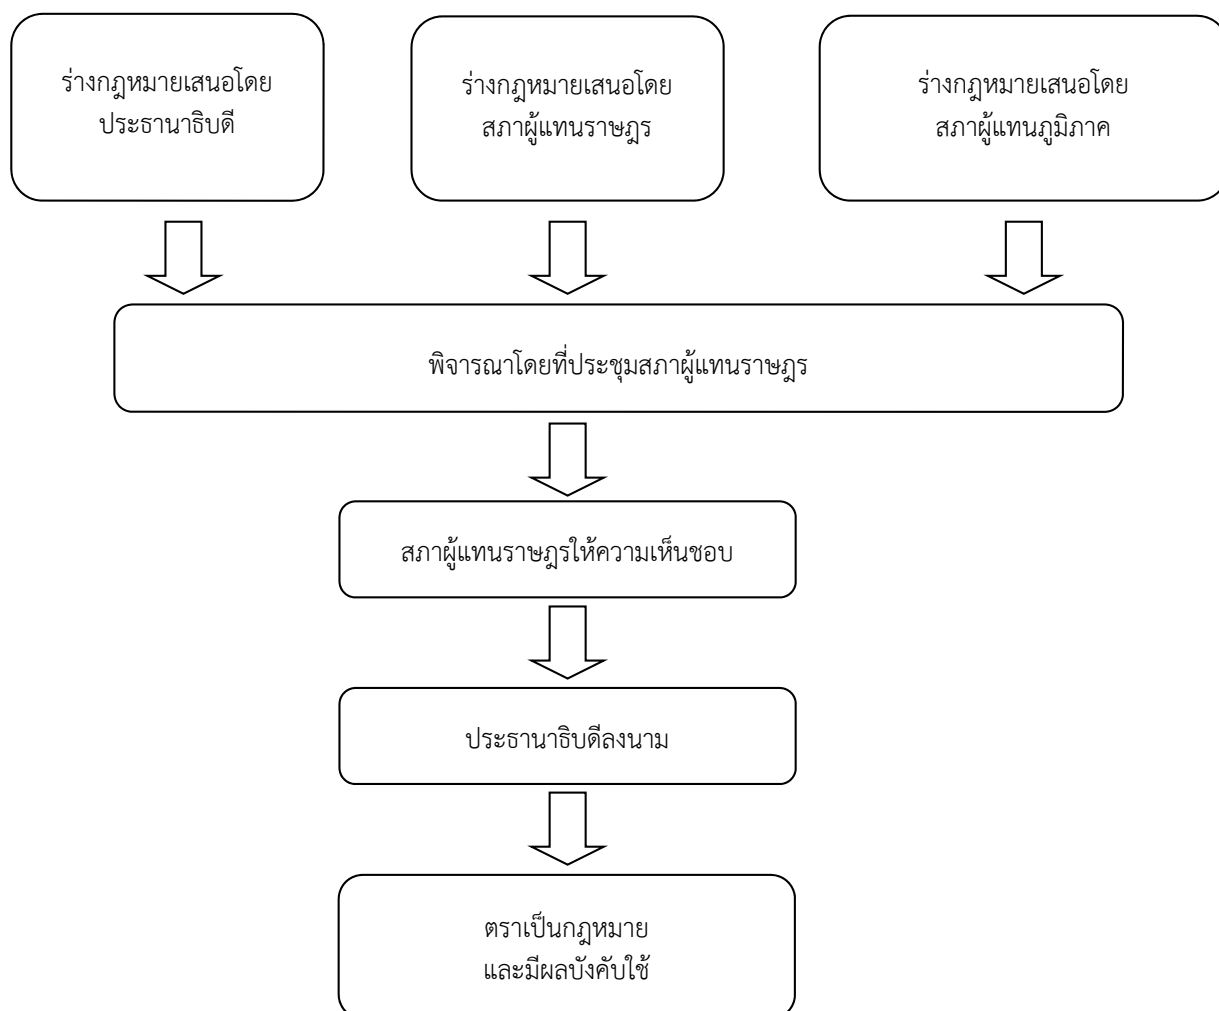 ร่างกฎหมายเสนอโดย
ประธานาธิบดี
ร่างกฎหมายเสนอโดย
สภาผู้แทนราษฎร
ร่างกฎหมายเสนอโดย
สภาผู้แทนภูมิภาค
พิจารณาโดยที่ประชุมสภาผู้แทนราษฎร
สภาผู้แทนราษฎรให้ความเห็นชอบ
ประธานาธิบดีลงนาม
ตราเป็นกฎหมาย
และมีผลบังคับใช้